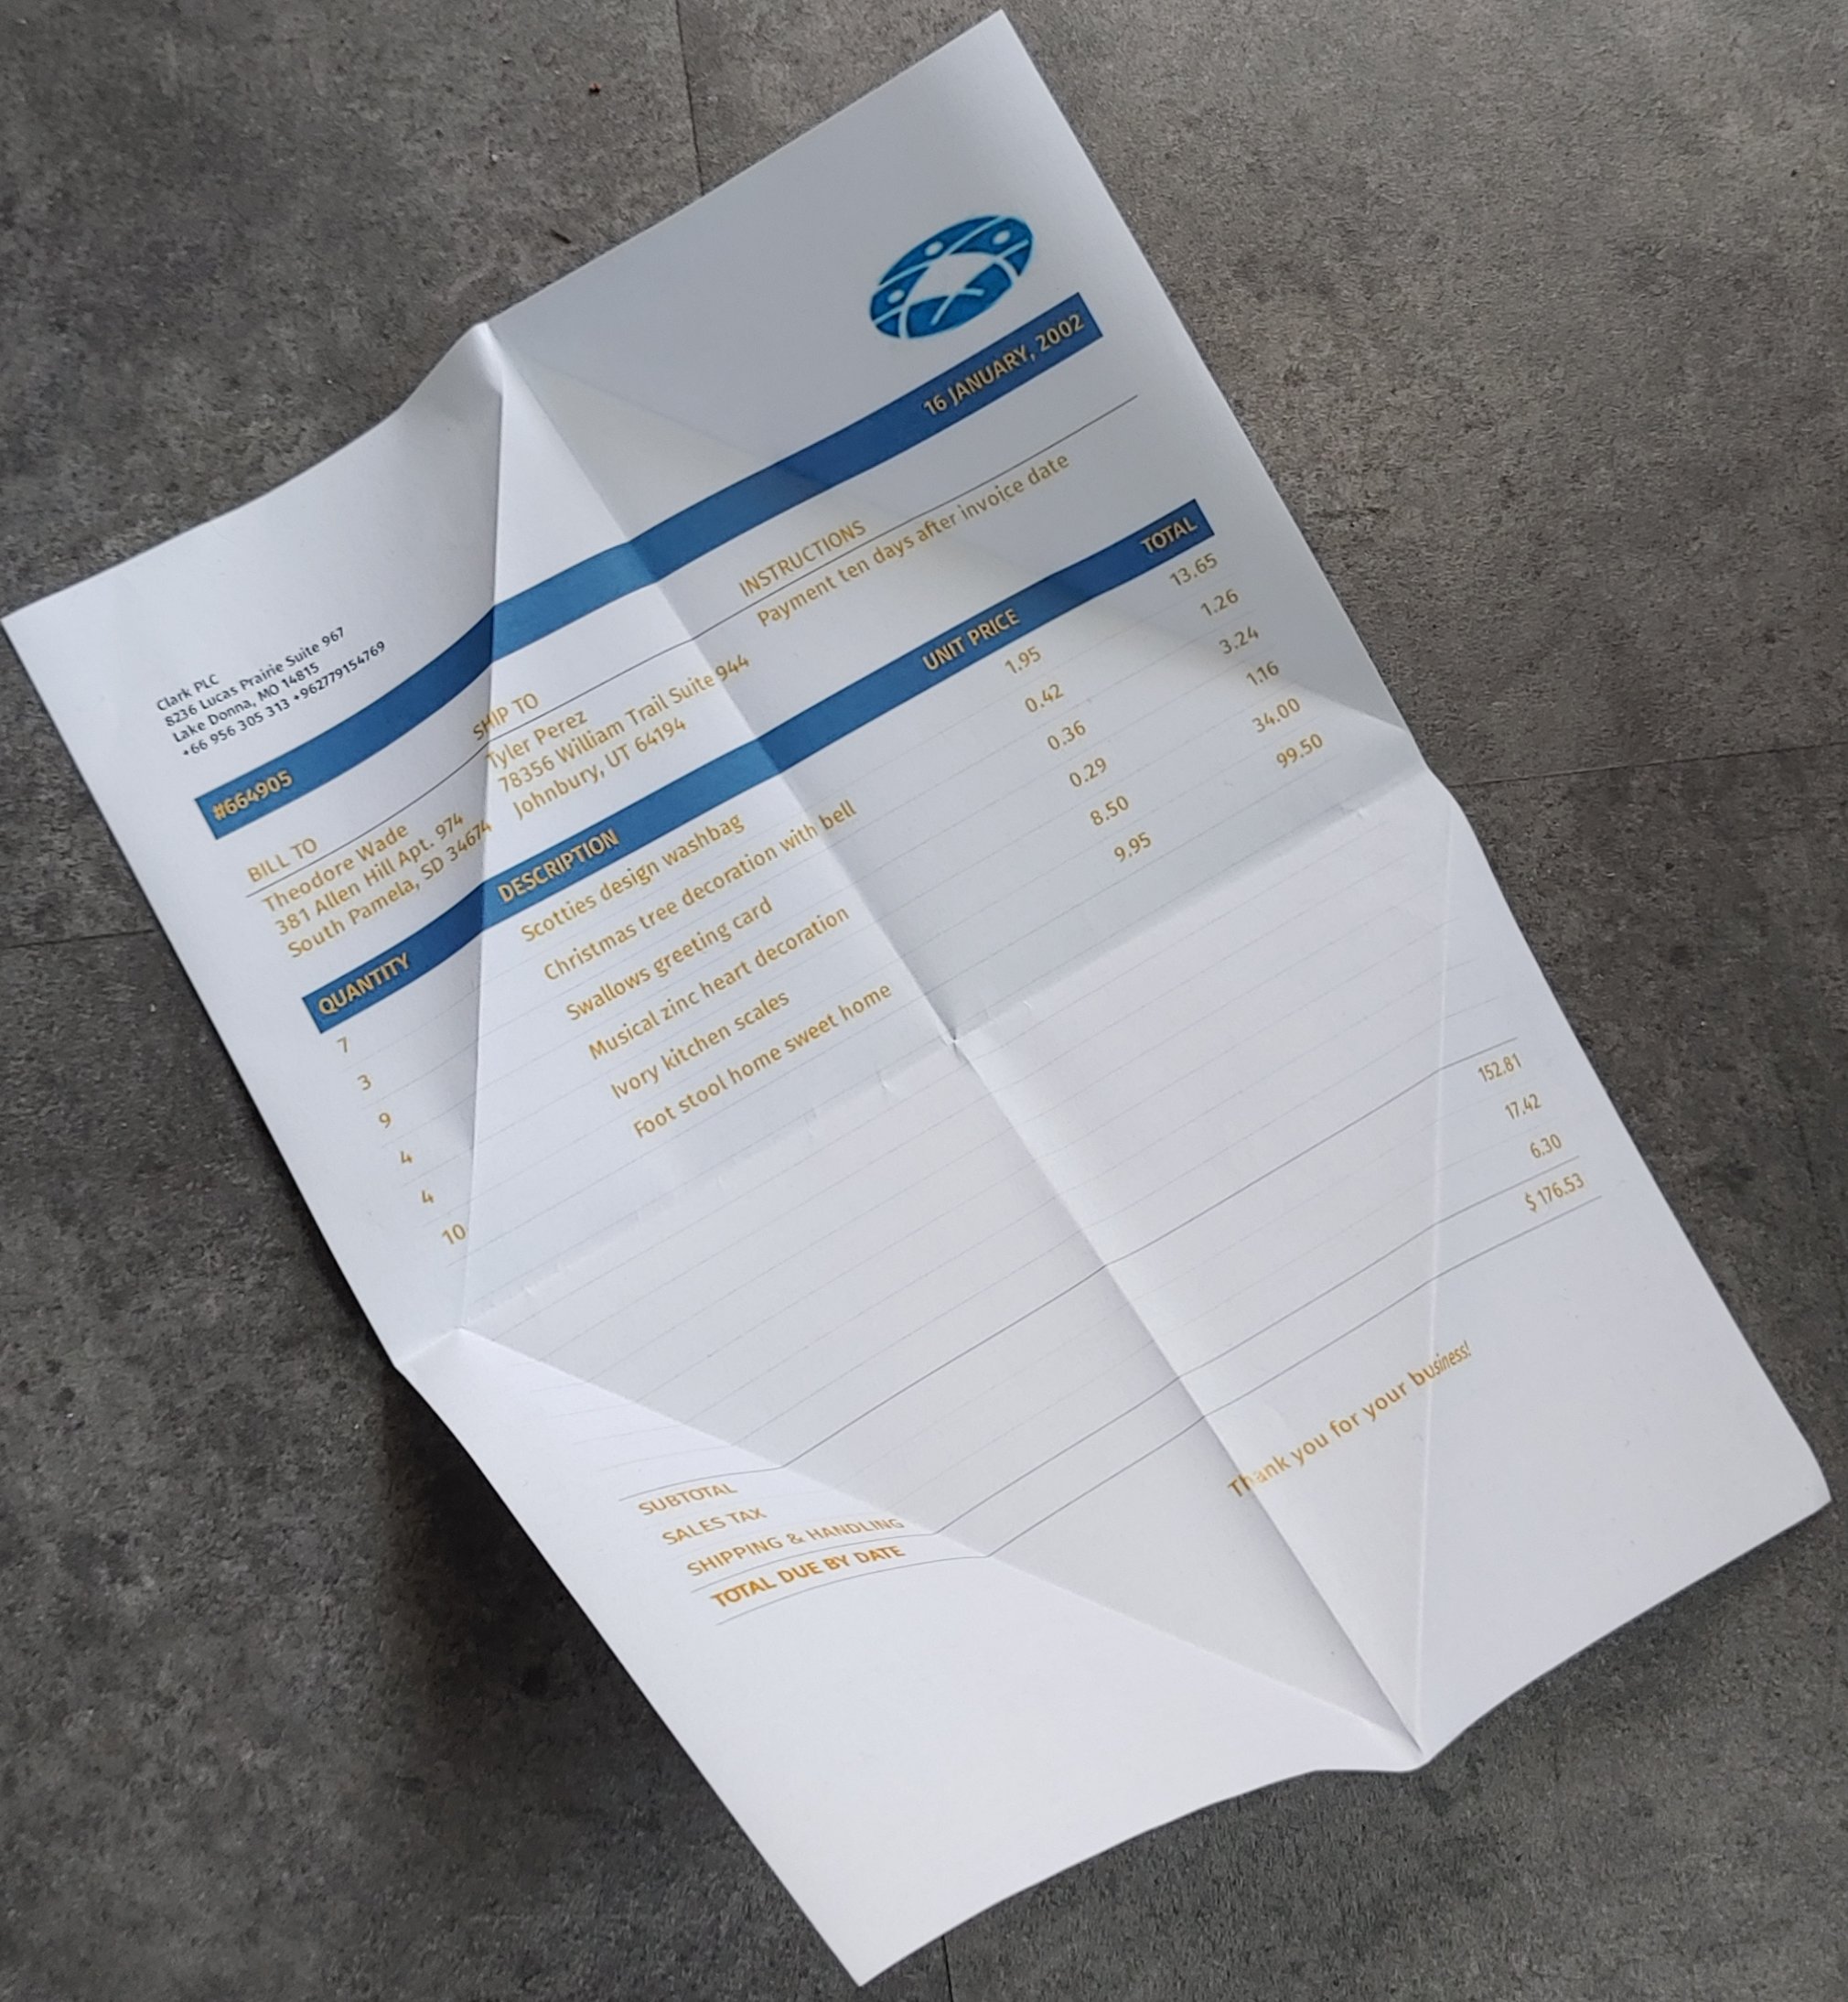 Clark PLC
8236 Lucas Prairie Suite 967
Lake Donna, MO 14815
+66 956 305 313 +962779154769
#664905 16 JANUARY, 2002
BILL TO SHIP TO INSTRUCTIONS
Theodore Wade Tyler Perez Payment ten days after invoice date
381 Allen Hill Apt. 974 78356 William Trail Suite 944
South Pamela, SD 34674 Johnbury, UT 64194
QUANTITY DESCRIPTION UNIT PRICE TOTAL
7 Scotties design washbag 1.95 13.65
3 Christmas tree decoration with bell 0.42 1.26
9 Swallows greeting card 0.36 3.24
4 Musical zinc heart decoration 0.29 1.16
4 Ivory kitchen scales 8.50 34.00
10 Foot stool home sweet home 9.95 99.50
SUBTOTAL 152.81
SALES TAX 17.42
SHIPPING & HANDLING 6.30
TOTAL DUE BY DATE $ 176.53
Thank you for your business!